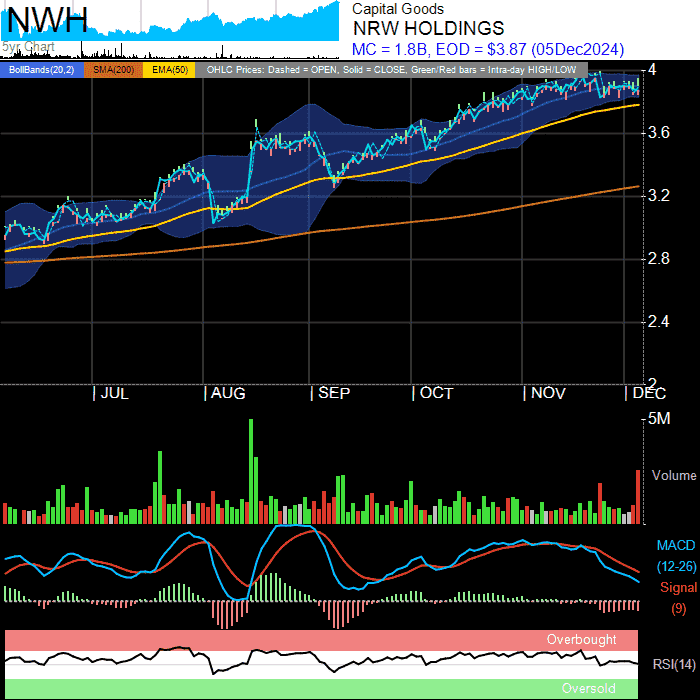 NWH
5yr Chart
Capital Goods
NRW HOLDINGS
MC = 1.8B, EOD = $3.87 (05Dec2024)
BollBands(20,2) SMA(200) EMA(50) OHLC Prices: Dashed = OPEN, Solid = CLOSE, Green/Red bars = Intra-day HIGH/LOW
4
3.6
3.2
2.8
2.4
2
JUL AUG SEP OCT NOV DEC
5M
Volume
MACD
(12-26)
Signal
(9)
Overbought
RSI(14)
Oversold